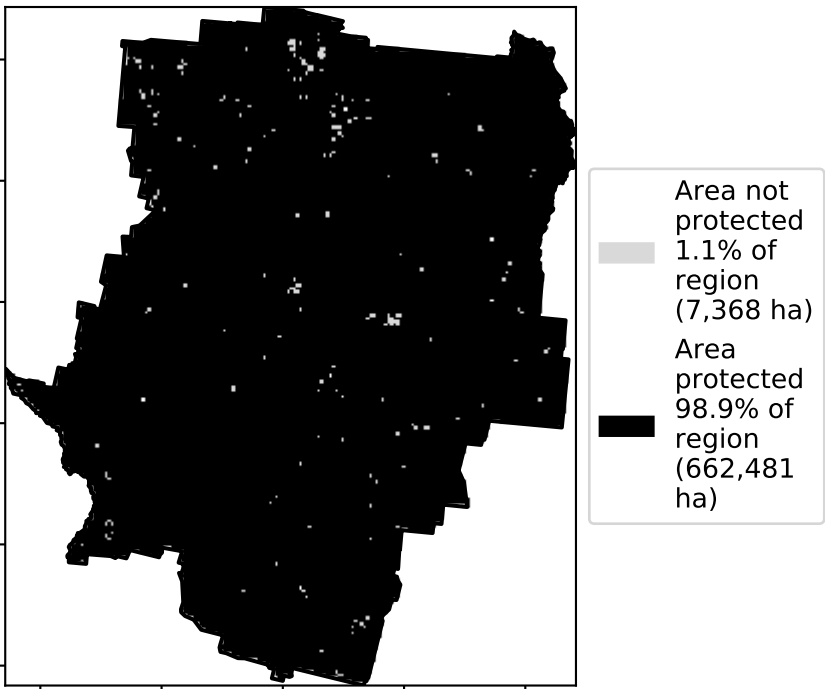 Area not
protected
1.1% of
region
(7,368 ha)
Area
protected
98.9% of
region
(662,481
ha)